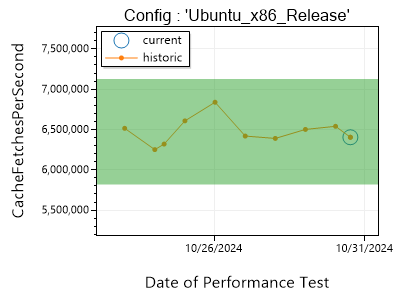 Config : 'Ubuntu_x86_Release'
current
historic
7,500,000
7,000,000
6,500,000
6,000,000
5,500,000
CacheFetchesPerSecond
10/26/2024
10/31/2024
Date of Performance Test